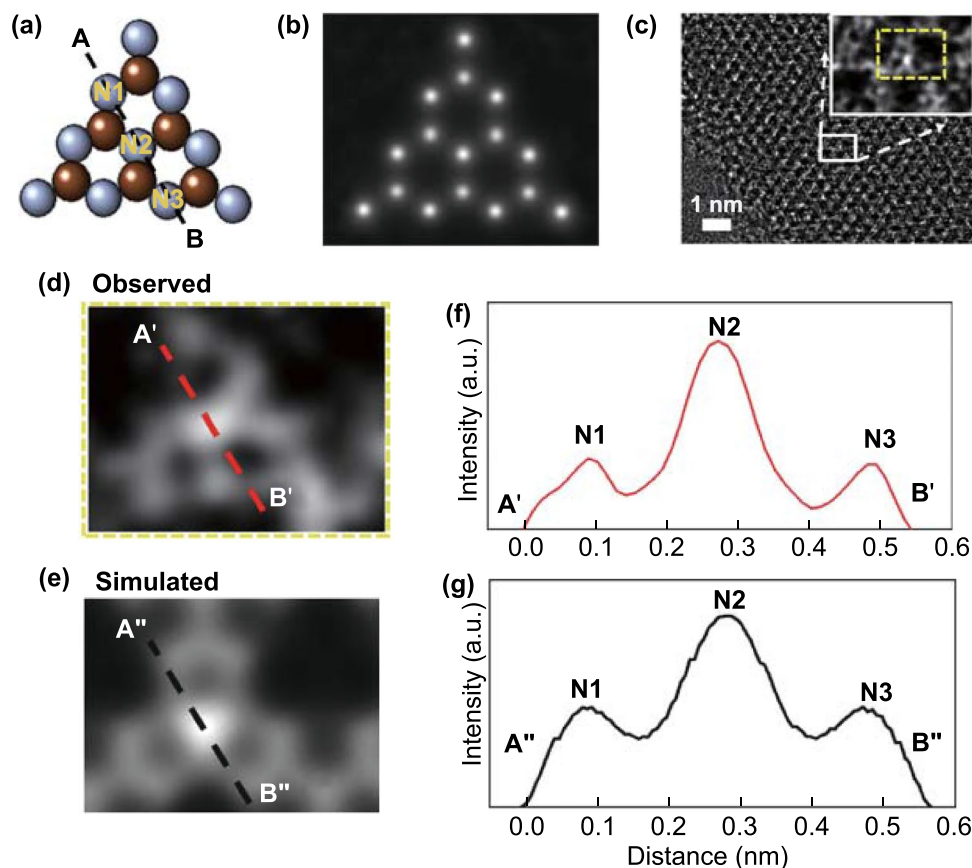 (a)
A
N1
N2
N3
B
(b)
(c)
1 nm
(d) Observed
A'
B'
(e) Simulated
A"
B"
(f)
Intensity (a.u.)
N2
N1
N3
A'
B'
0.0 0.1 0.2 0.3 0.4 0.5 0.6
(g)
Intensity (a.u.)
N2
N1
N3
A"
B"
0.0 0.1 0.2 0.3 0.4 0.5 0.6
Distance (nm)